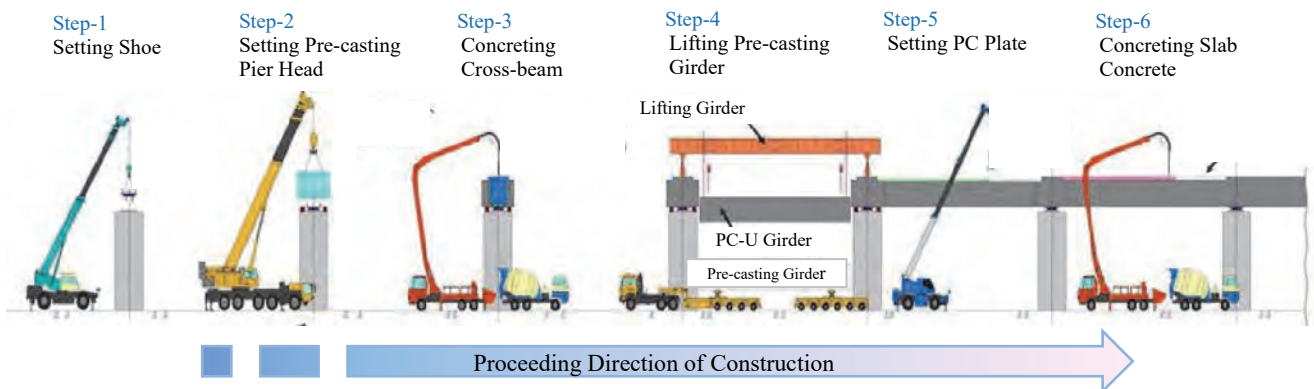 Step-1
Setting Shoe
Step-2
Setting Pre-casting
Pier Head
Step-3
Concreting
Cross-beam
Step-4
Lifting Pre-casting
Girder
Step-5
Setting PC Plate
Step-6
Concreting Slab
Concrete
Lifting Girder
PC-U Girder
Pre-casting Girder
Proceeding Direction of Construction